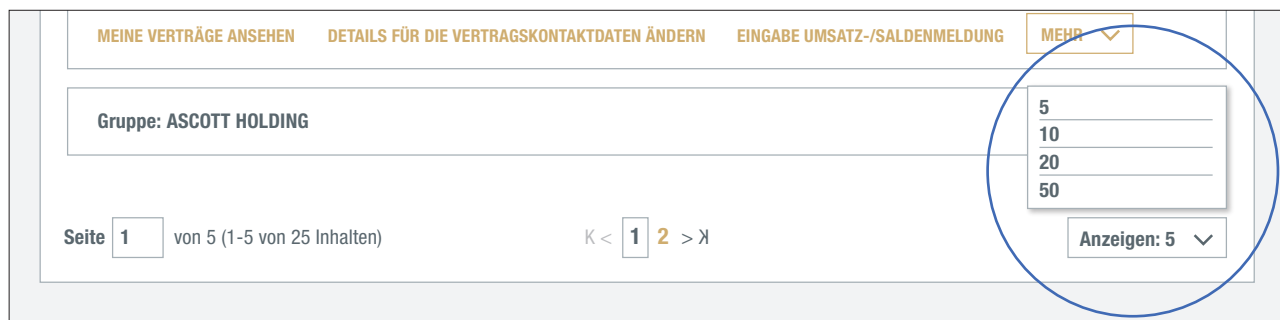 MEINE VERTRÄGE ANSEHEN DETAILS FÜR DIE VERTRAGSKONTAKTDATEN ÄNDERN EINGABE UMSATZ-/SALDENMELDUNG MEHR
Gruppe: ASCOTT HOLDING
5
10
20
50
Seite 1 von 5 (1-5 von 25 Inhalten) K < 1 2 > K Anzeigen: 5